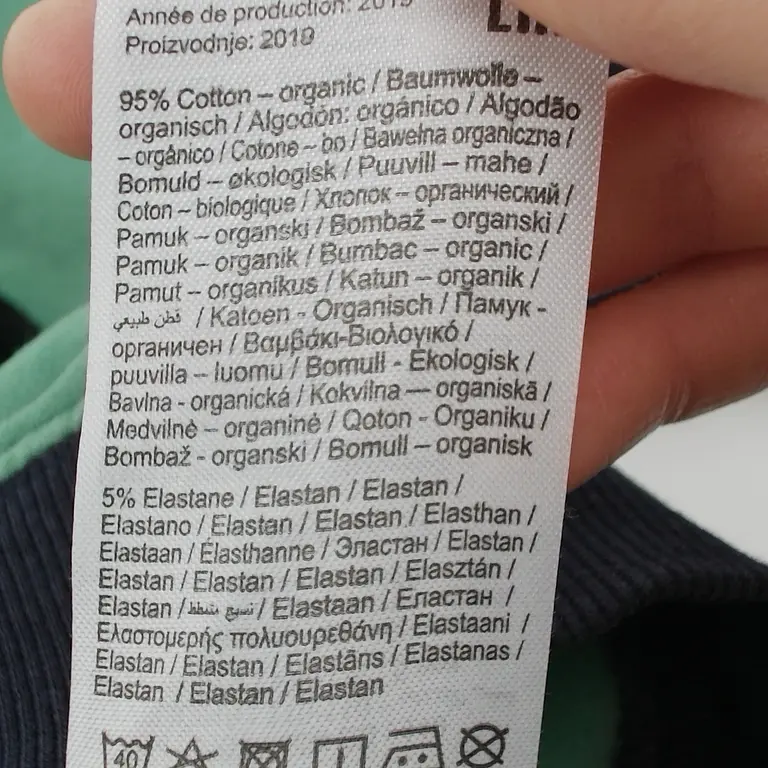 Année de production: 2019
Proizvodnje: 2019
95% Cotton – organic / Baumwolle –
organisch / Algodón: orgánico / Algodão
– orgânico / Cotone – bo / Bawełna organiczna /
Bomuld – økologisk / Puuvill – mahe /
Coton – biologique / Хлопок – органический /
Pamuk – organski / Bombaž – organski /
Pamuk – organik / Bumbac – organic /
Pamut – organikus / Katun – organik /
قطن طبيعي / Katoen - Organisch / Памук -
органичен / Βαμβάκι-Βιολογικό /
puuvilla – luomu / Bomull - Ekologisk /
Bavlna - organická / Kokvilna — organiskā /
Medvilnė – organinė / Qoton - Organiku /
Bombaž - organski / Bomull – organisk
5% Elastane / Elastan / Elastan /
Elastano / Elastan / Elastan / Elasthan /
Elastaan / Élasthanne / Эластан / Elastan /
Elastan / Elastan / Elastan / Elasztán /
Elastan / نسيج متمطط / Elastaan / Еластан /
Ελαστομερής πολυουρεθάνη / Elastaani /
Elastan / Elastan / Elastāns / Elastanas /
Elastan / Elastan / Elastan
40